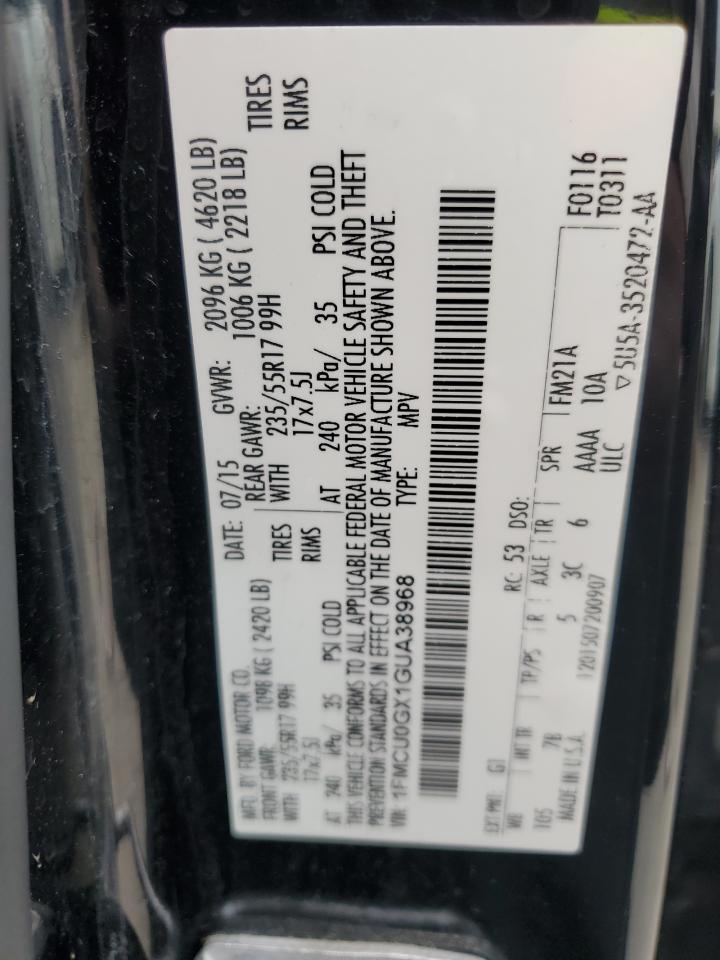 MFD. BY FORD MOTOR CO. DATE: 07/15 GVWR: 2096 KG ( 4620 LB)
FRONT GAWR: 1098 KG ( 2420 LB) REAR GAWR: 1006 KG ( 2218 LB)
WITH 235/55R17 99H TIRES WITH 235/55R17 99H TIRES
17x7.5J RIMS 17x7.5J RIMS
AT 240 kPa/ 35 PSI COLD AT 240 kPa/ 35 PSI COLD
THIS VEHICLE CONFORMS TO ALL APPLICABLE FEDERAL MOTOR VEHICLE SAFETY AND THEFT
PREVENTION STANDARDS IN EFFECT ON THE DATE OF MANUFACTURE SHOWN ABOVE.
VIN: 1FMCU0GX1GUA38968 TYPE: MPV
F0116
T0311
EXT PNT: G1 RC: 53 DSO: FM21A
WB INT TR TP/PS R AXLE TR SPR
105 7B 5 3C 6 AAAA 10A
ULC
MADE IN U.S.A. 1201507200907
▽ 5U5A-3520472-AA